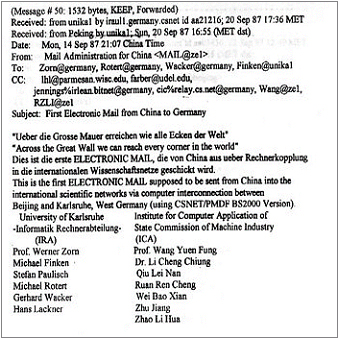 (Message # 50: 1532 bytes, KEEP, Forwarded)
Received: from unika1 by iraul1.germany.csnet id aa21216; 20 Sep 87 17:36 MET
Received: from Peking by unika1; Sun, 20 Sep 87 16:55 (MET dst)
Date: Mon, 14 Sep 87 21:07 China Time
From: Mail Administration for China <MAIL@ze1>
To: Zorn@germany, Rotert@germany, Wacker@germany, Finken@unika1
CC: lhl@parmesan.wisc.edu, farber@udel.edu,
jennings%irlean.bitnet@germany, cic%relay.cs.net@germany, Wang@ze1,
RZLI@ze1
Subject: First Electronic Mail from China to Germany
"Ueber die Grosse Mauer erreichen wie alle Ecken der Welt"
"Across the Great Wall we can reach every corner in the world"
Dies ist die erste ELECTRONIC MAIL, die von China aus ueber Rechnerkopplung
in die internationalen Wissenschaftsnetze geschickt wird.
This is the first ELECTRONIC MAIL supposed to be sent from China into the
international scientific networks via computer interconnection between
Beijing and Karlsruhe, West Germany (using CSNET/PMDF BS2000 Version).
University of Karlsruhe Institute for Computer Application of
-Informatik Rechnerabteilung- State Commission of Machine Industry
(IRA) (ICA)
Prof. Werner Zorn Prof. Wang Yuen Fung
Michael Finken Dr. Li Cheng Chiung
Stefan Paulisch Qiu Lei Nan
Michael Rotert Ruan Ren Cheng
Gerhard Wacker Wei Bao Xian
Hans Lackner Zhu Jiang
Zhao Li Hua